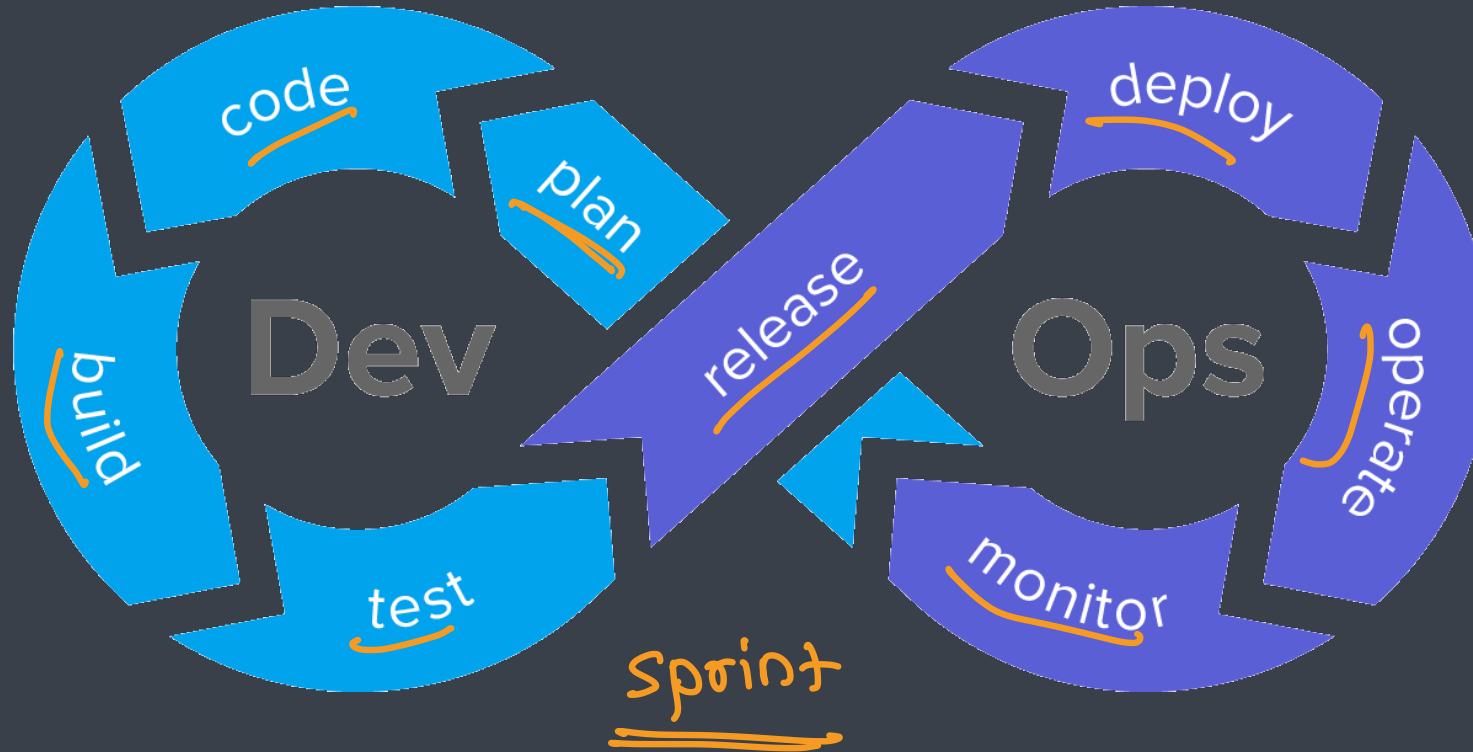 code
plan
build
Dev
test
release
deploy
Ops
operate
monitor
sprint